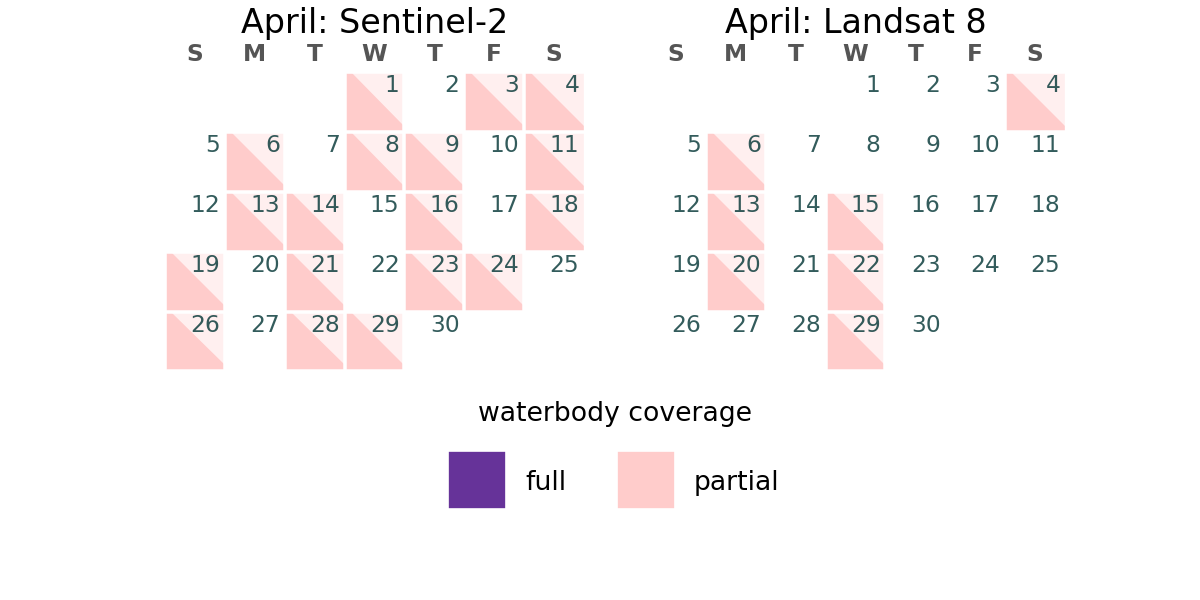 April: Sentinel-2
S M T W T F S
1 2 3 4
5 6 7 8 9 10 11
12 13 14 15 16 17 18
19 20 21 22 23 24 25
26 27 28 29 30
April: Landsat 8
S M T W T F S
1 2 3 4
5 6 7 8 9 10 11
12 13 14 15 16 17 18
19 20 21 22 23 24 25
26 27 28 29 30
waterbody coverage
full partial